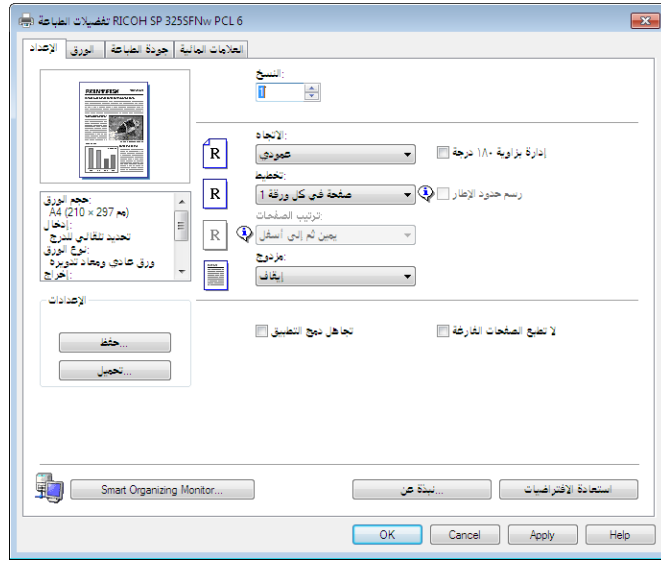 تفضيلات الطباعة RICOH SP 325SFNw PCL 6
الإعداد
الورق
جودة الطباعة
العلامات المائية
النسخ:
1
الاتجاه:
عمودي
إدارة بزاوية ١٨٠ درجة
تخطيط:
صفحة في كل ورقة 1
رسم حدود الإطار
ترتيب الصفحات:
يمين ثم إلى أسفل
مزدوج:
إيقاف
حجم الورق:
A4 (210 × 297 مم)
إدخال:
تحديد تلقائي للدرج
نوع الورق:
ورق عادي ومعاد تدويره
إخراج:
الإعدادات
حفظ...
تحميل...
تجاهل دمج التطبيق
لا تطبع الصفحات الفارغة
Smart Organizing Monitor...
نبذة عن...
استعادة الافتراضيات
OK
Cancel
Apply
Help